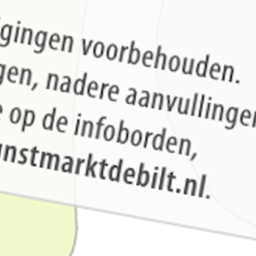 gingen voorbehouden.
gen, nadere aanvullingen
e op de infoborden,
unstmarktdebilt.nl.